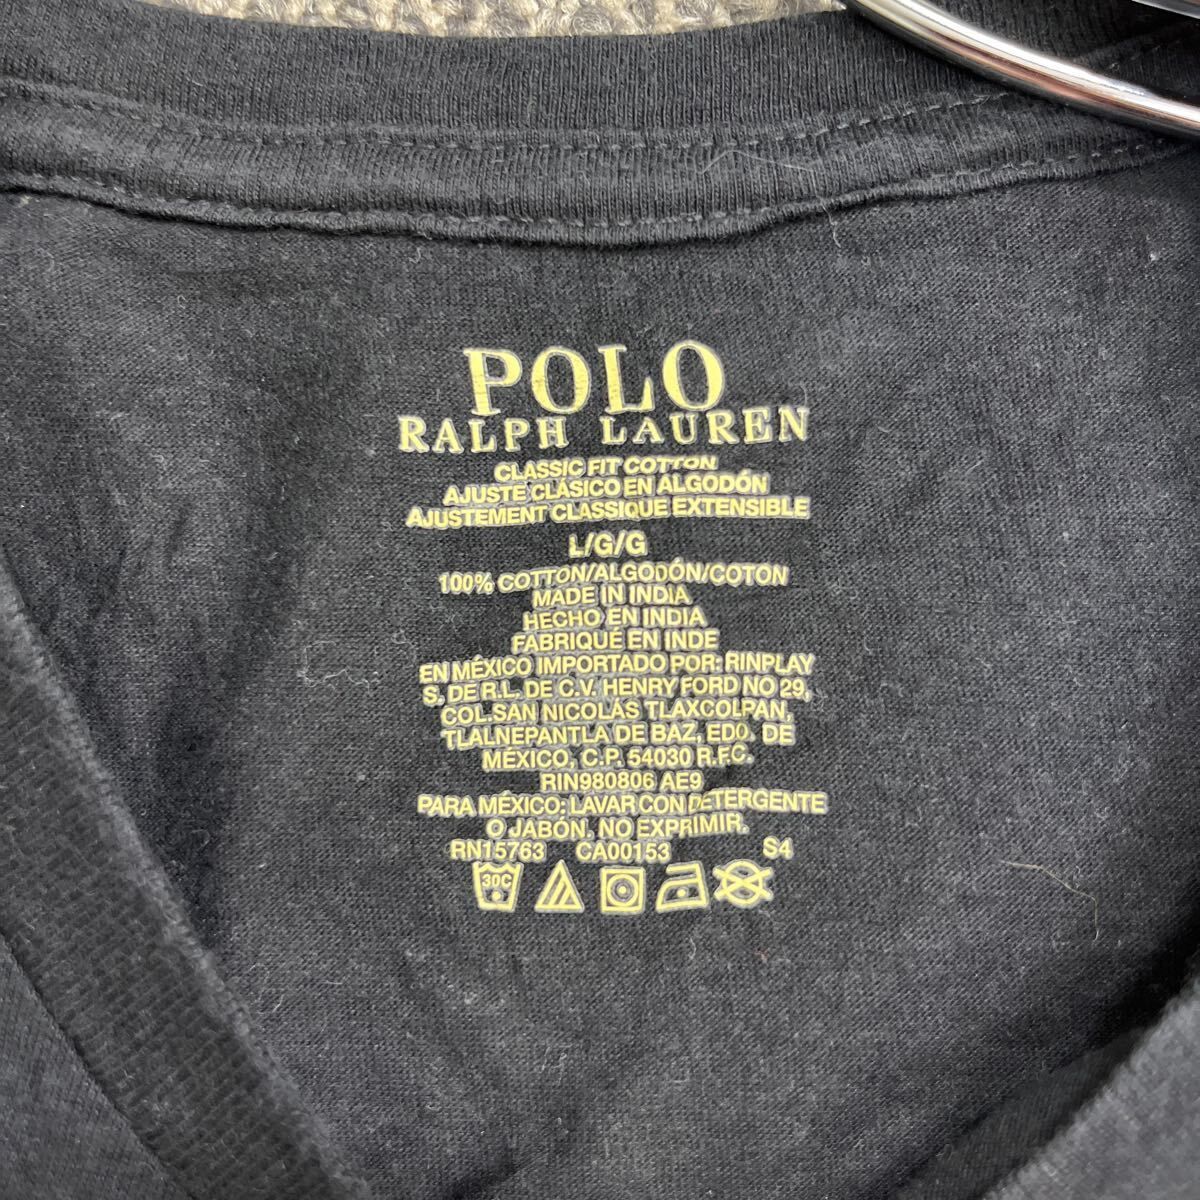 POLO
RALPH LAUREN
CLASSIC FIT COTTON
AJUSTE CLÁSICO EN ALGODÓN
AJUSTEMENT CLASSIQUE EXTENSIBLE
L/G/G
100% COTTON/ALGODÓN/COTON
MADE IN INDIA
HECHO EN INDIA
FABRIQUÉ EN INDE
EN MÉXICO IMPORTADO POR: RINPLAY
S. DE R.L. DE C.V. HENRY FORD NO 29,
COL.SAN NICOLÁS TLAXCOLPAN,
TLALNEPANTLA DE BAZ, EDO. DE
MÉXICO, C.P. 54030 R.F.C.
RIN980806 AE9
PARA MÉXICO: LAVAR CON DETERGENTE
O JABÓN. NO EXPRIMIR.
RN15763 CA00153 S4
30C